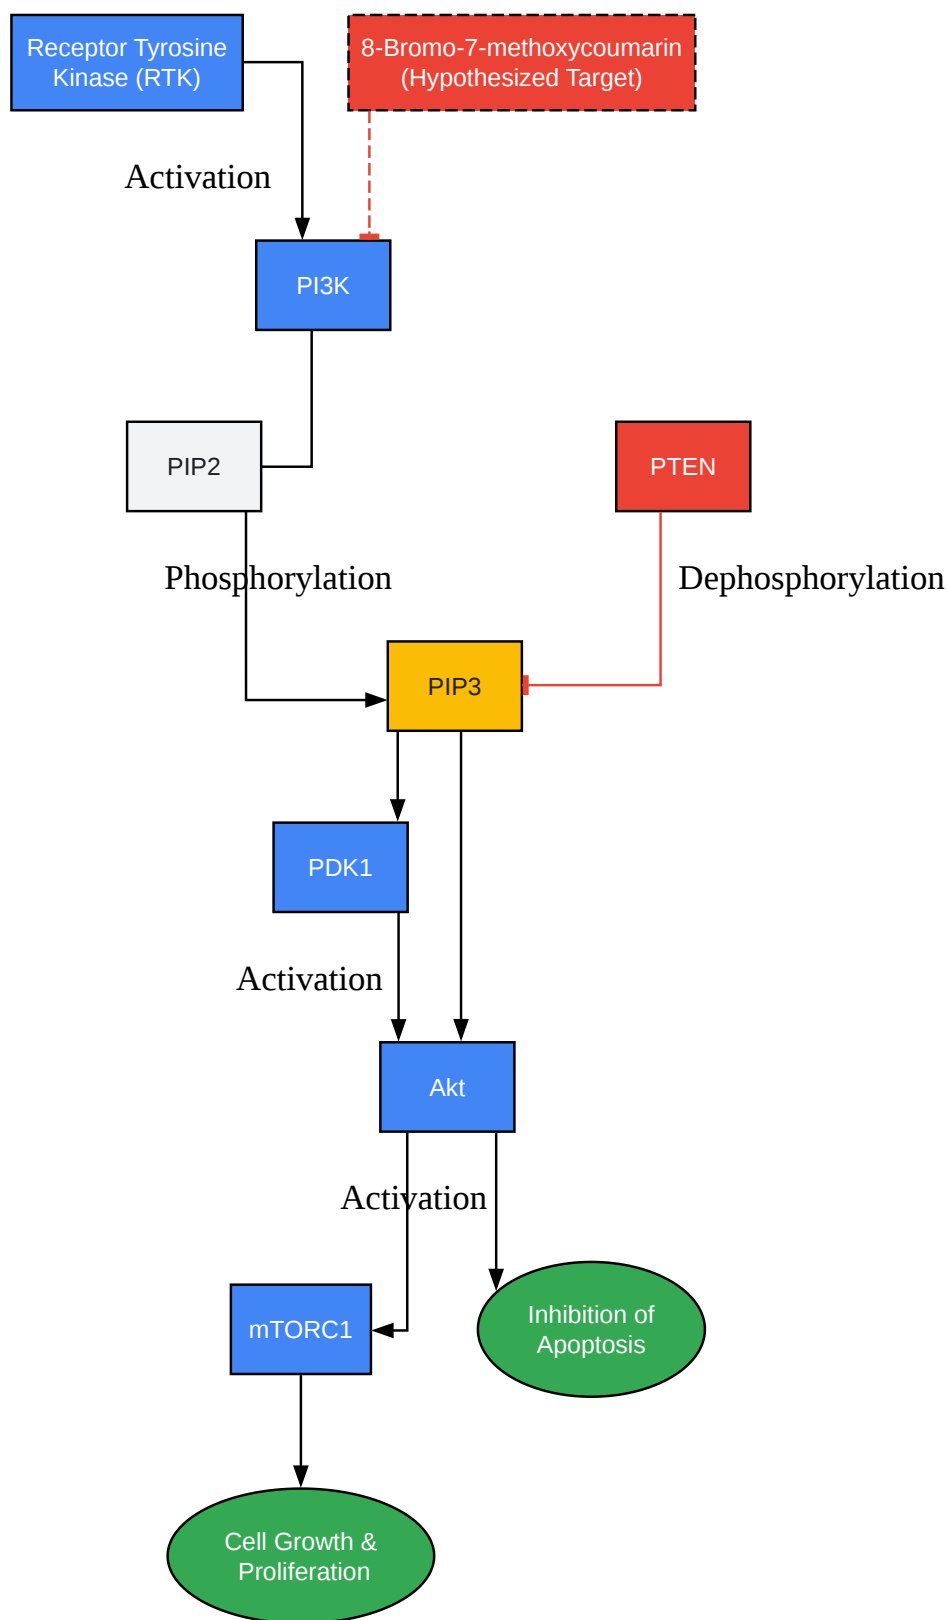 Receptor Tyrosine
Kinase (RTK)
8-Bromo-7-methoxycoumarin
(Hypothesized Target)
Activation
PI3K
PIP2
PTEN
Phosphorylation
Dephosphorylation
PIP3
PDK1
Activation
Akt
Activation
mTORC1
Inhibition of
Apoptosis
Cell Growth &
Proliferation